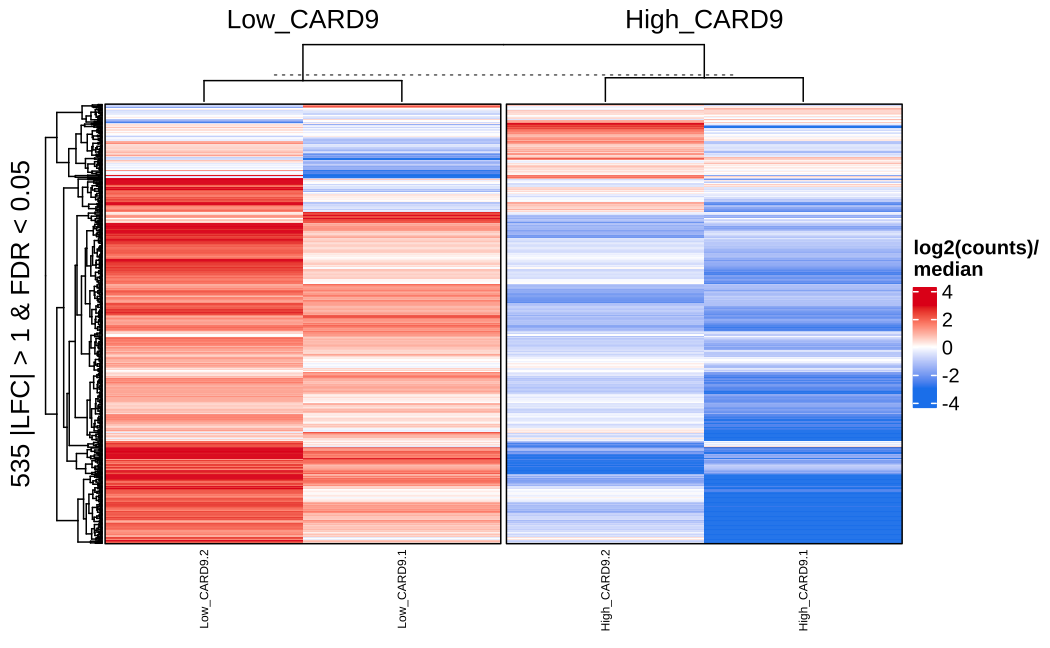 Low_CARD9
High_CARD9
535 |LFC| > 1 & FDR < 0.05
log2(counts)/
median
4
2
0
-2
-4
Low_CARD9.2
Low_CARD9.1
High_CARD9.2
High_CARD9.1